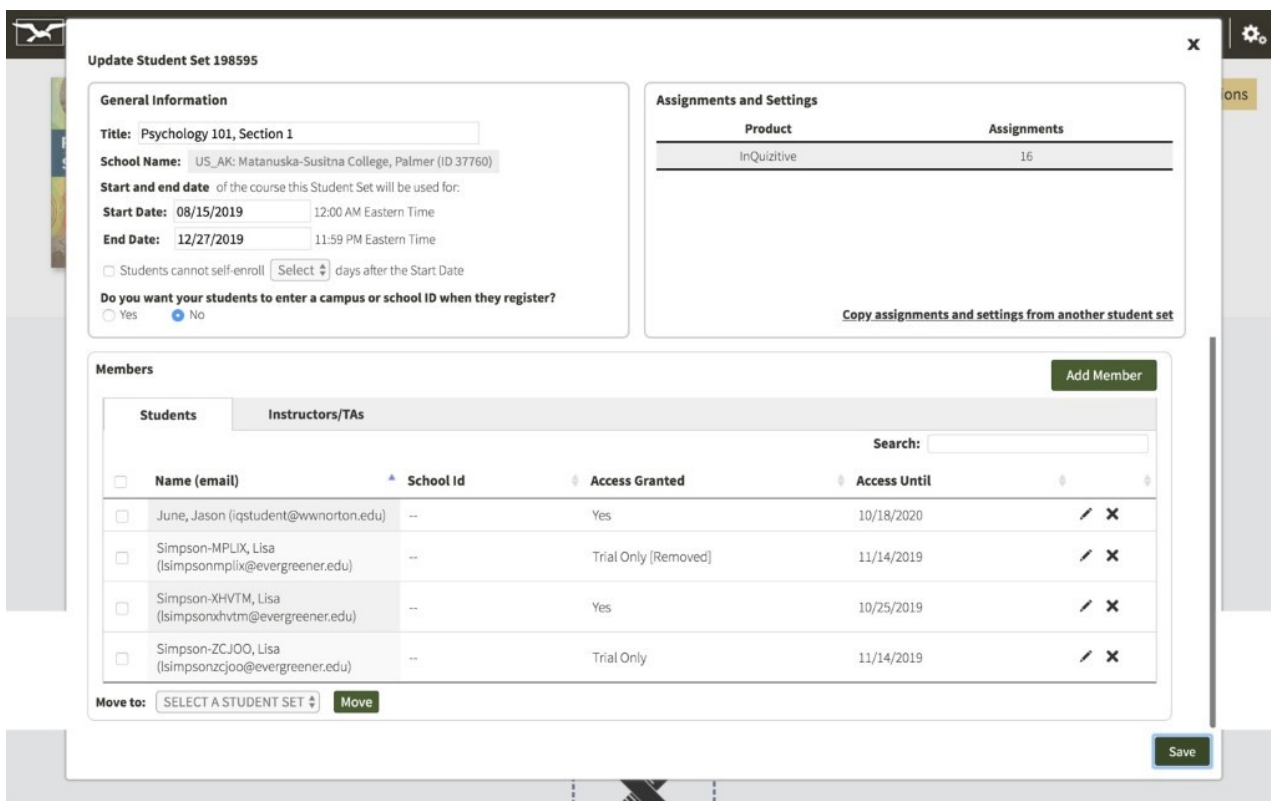 Update Student Set 198595
X
ons
General Information
Title: Psychology 101, Section 1
School Name: US_AK: Matanuska-Susitna College, Palmer (ID 37760)
Start and end date of the course this Student Set will be used for:
Start Date: 08/15/2019 12:00 AM Eastern Time
End Date: 12/27/2019 11:59 PM Eastern Time
Students cannot self-enroll Select days after the Start Date
Do you want your students to enter a campus or school ID when they register?
Yes No
Assignments and Settings
Product Assignments
InQuizitive 16
Copy assignments and settings from another student set
Members
Add Member
Students Instructors/TAs
Search:
Name (email) School Id Access Granted Access Until
June, Jason (iqstudent@wwnorton.edu) -- Yes 10/18/2020
Simpson-MPLIX, Lisa
(lsimpsonmplix@evergreener.edu) -- Trial Only [Removed] 11/14/2019
Simpson-XHVTM, Lisa
(lsimpsonxhvtm@evergreener.edu) -- Yes 10/25/2019
Simpson-ZCJOO, Lisa
(lsimpsonzcjoo@evergreener.edu) -- Trial Only 11/14/2019
Move to: SELECT A STUDENT SET Move
Save